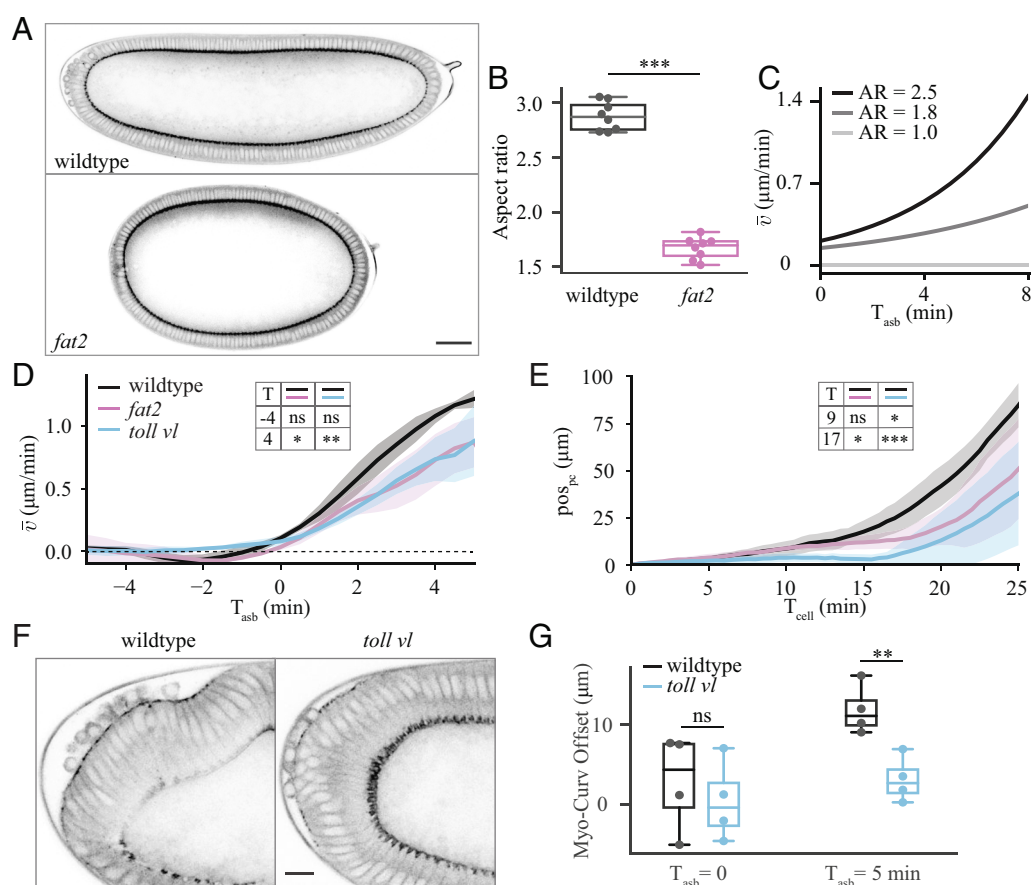 A
wildtype
fat2
B
***
Aspect ratio
3.0
2.5
2.0
1.5
wildtype
fat2
C
AR = 2.5
AR = 1.8
AR = 1.0
v̅ (μm/min)
1.4
0.7
0
0
4
8
T_asb (min)
D
wildtype
fat2
toll vl
T
-4 ns ns
4 * **
v̅ (μm/min)
1.0
0.5
0.0
−4
−2
0
2
4
T_asb (min)
E
T
9 ns *
17 * ***
pos_pc (μm)
100
75
50
25
0
0
5
10
15
20
25
T_cell (min)
F
wildtype
toll vl
G
wildtype
toll vl
ns
**
Myo-Curv Offset (μm)
10
0
T_asb= 0
T_asb= 5 min